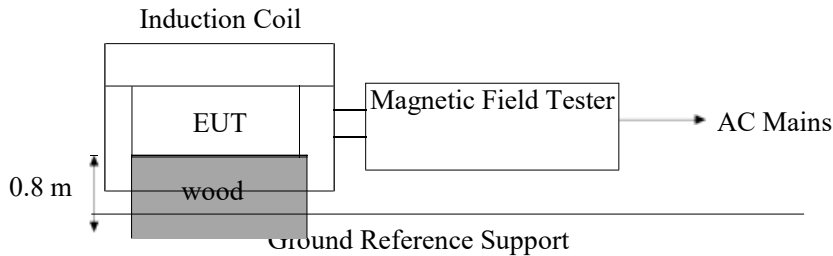 Induction Coil
EUT
Magnetic Field Tester
AC Mains
0.8 m
wood
Ground Reference Support